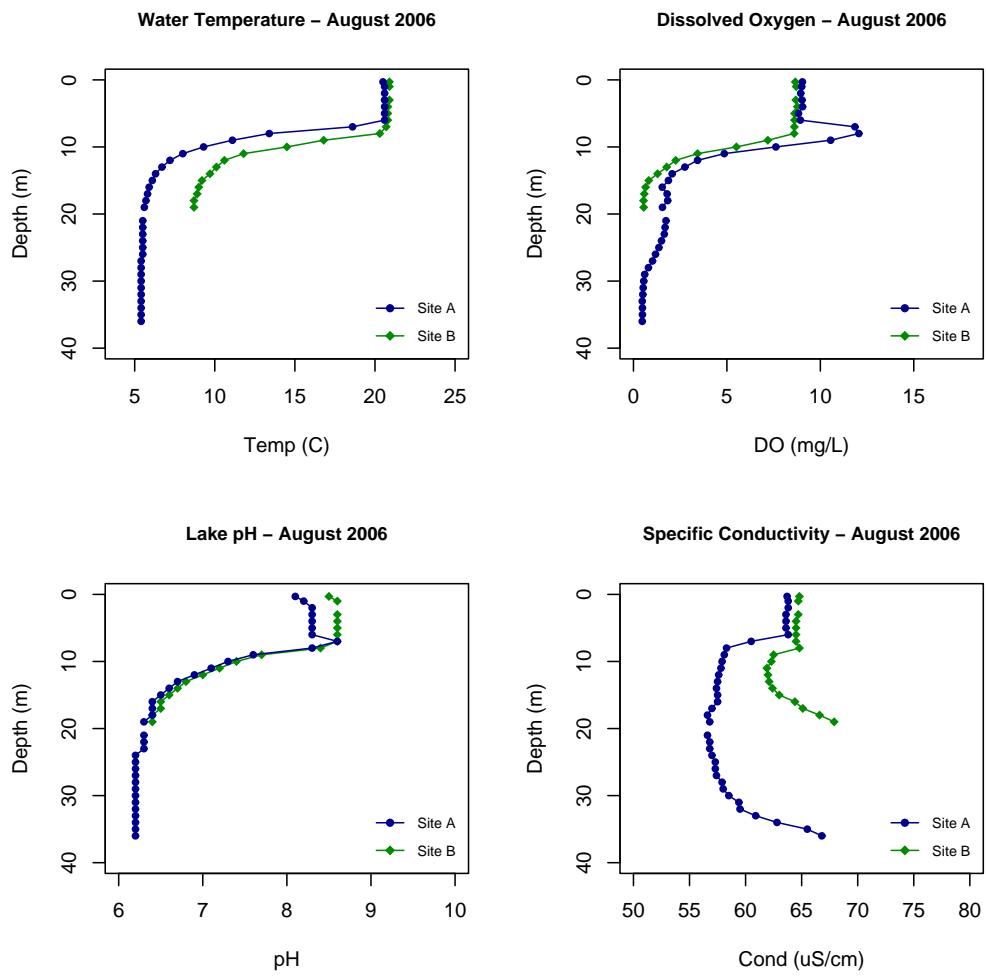 Water Temperature − August 2006
0
10
20
30
40
Depth (m)
Site A
Site B
5 10 15 20 25
Temp (C)
Dissolved Oxygen − August 2006
0
10
20
30
40
Depth (m)
Site A
Site B
0 5 10 15
DO (mg/L)
Lake pH − August 2006
0
10
20
30
40
Depth (m)
Site A
Site B
6 7 8 9 10
pH
Specific Conductivity − August 2006
0
10
20
30
40
Depth (m)
Site A
Site B
50 55 60 65 70 75 80
Cond (uS/cm)